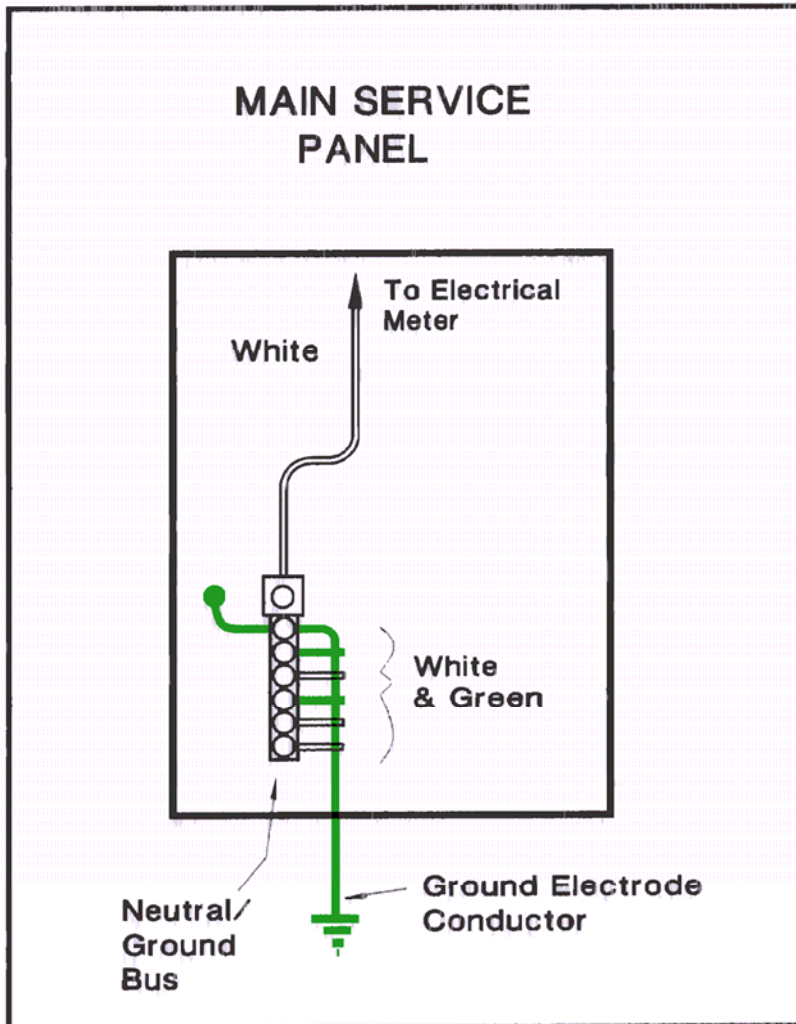 MAIN SERVICE
PANEL
To Electrical
Meter
White
White
& Green
Ground Electrode
Conductor
Neutral/
Ground
Bus